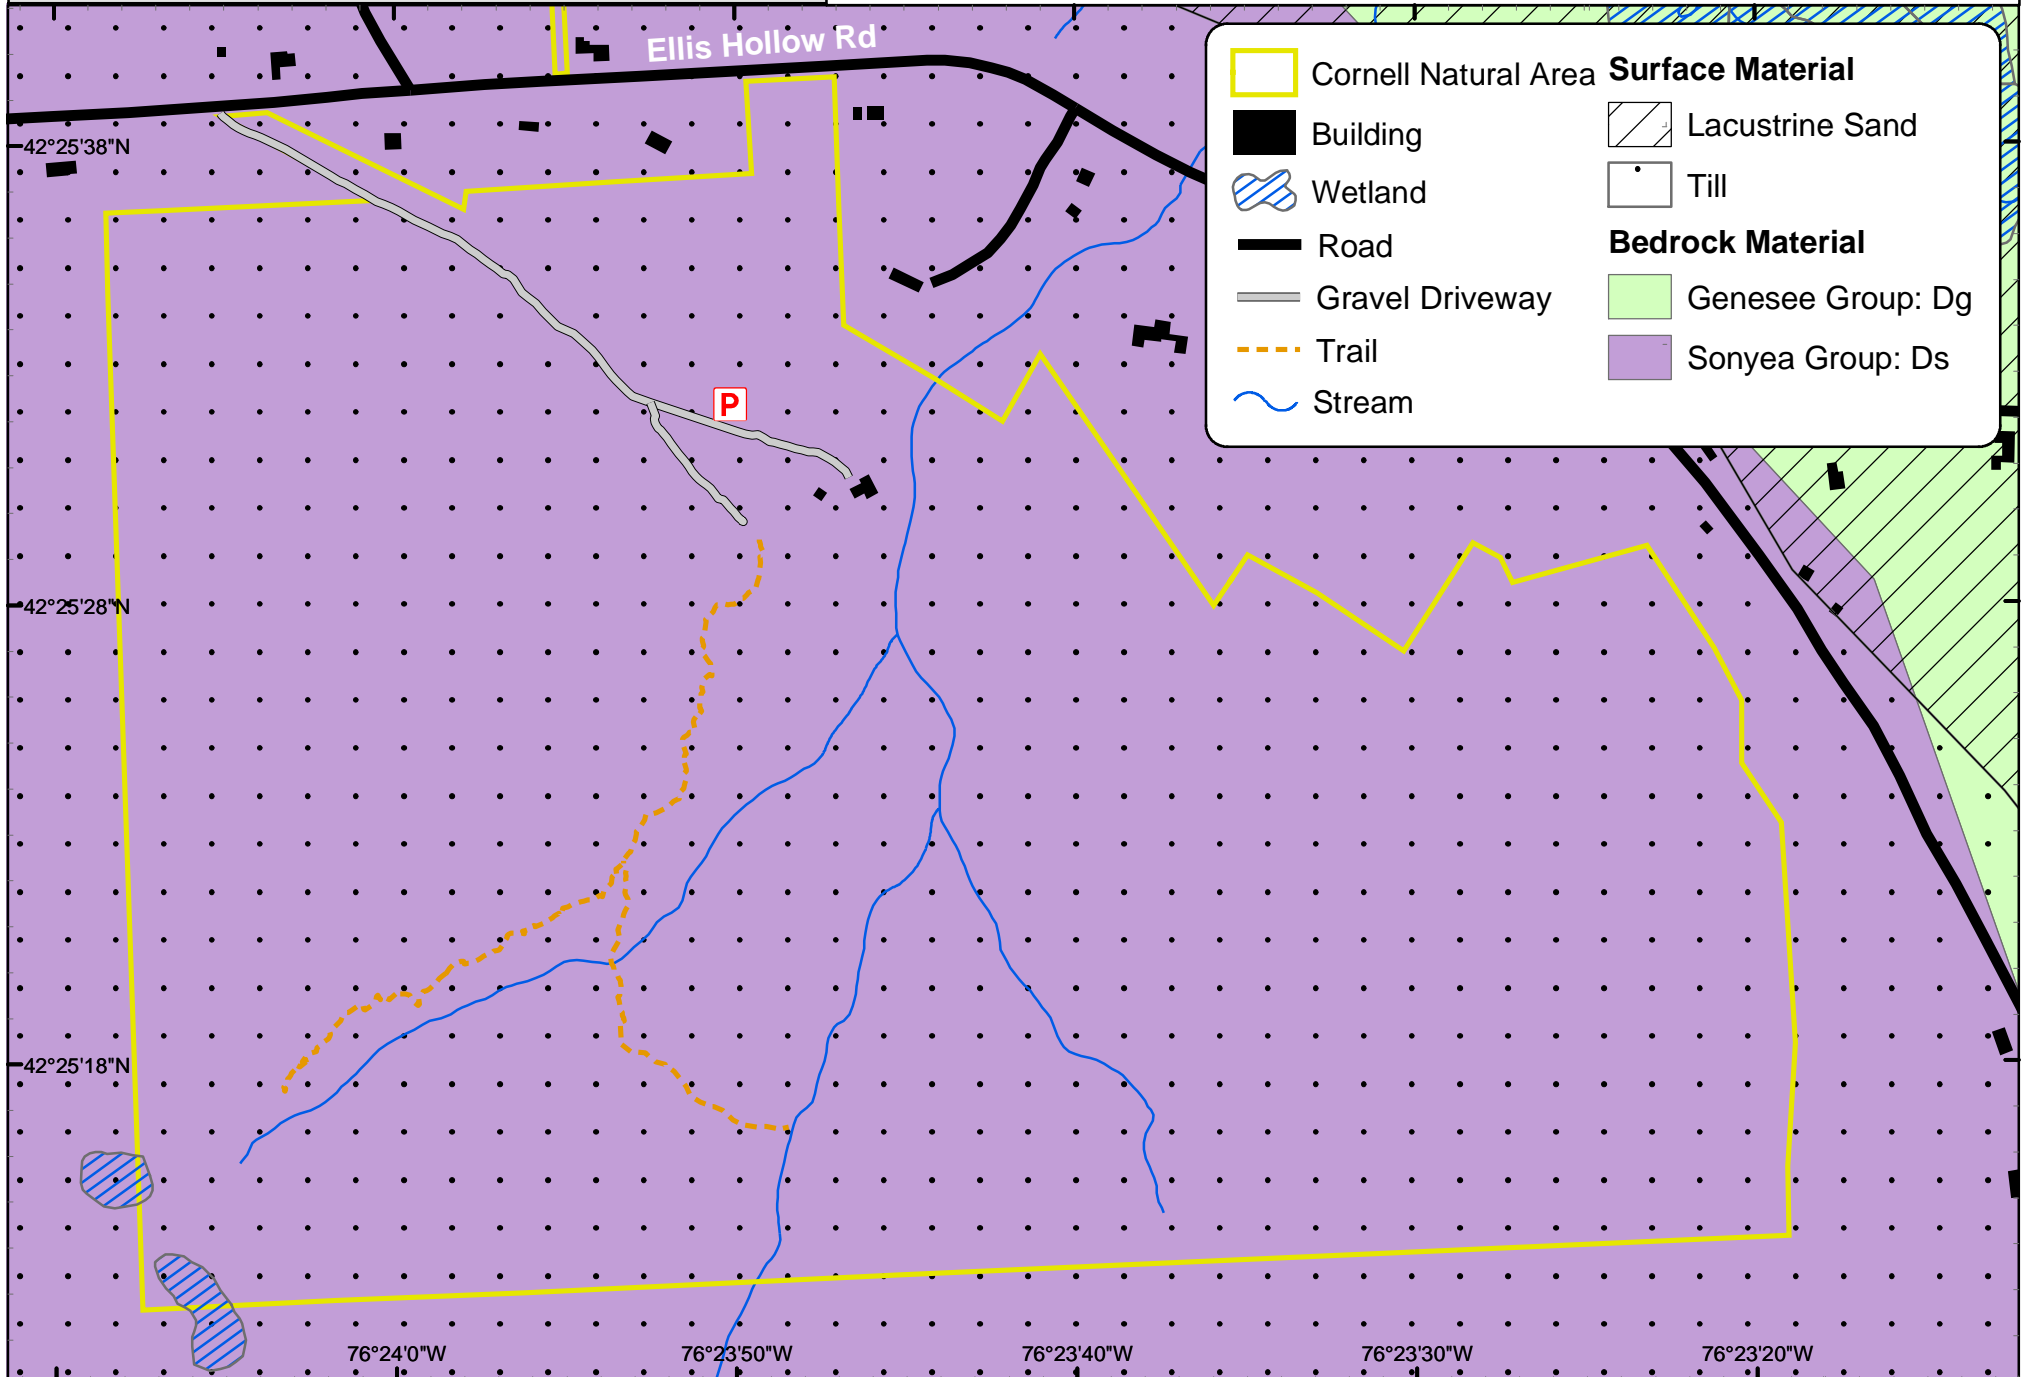 Ellis Hollow Rd
Cornell Natural Area
Building
Wetland
Road
Gravel Driveway
Trail
Stream
Surface Material
Lacustrine Sand
Till
Bedrock Material
Genesee Group: Dg
Sonyea Group: Ds
42°25'38"N
P
42°25'28"N
42°25'18"N
76°24'0"W
76°23'50"W
76°23'40"W
76°23'30"W
76°23'20"W